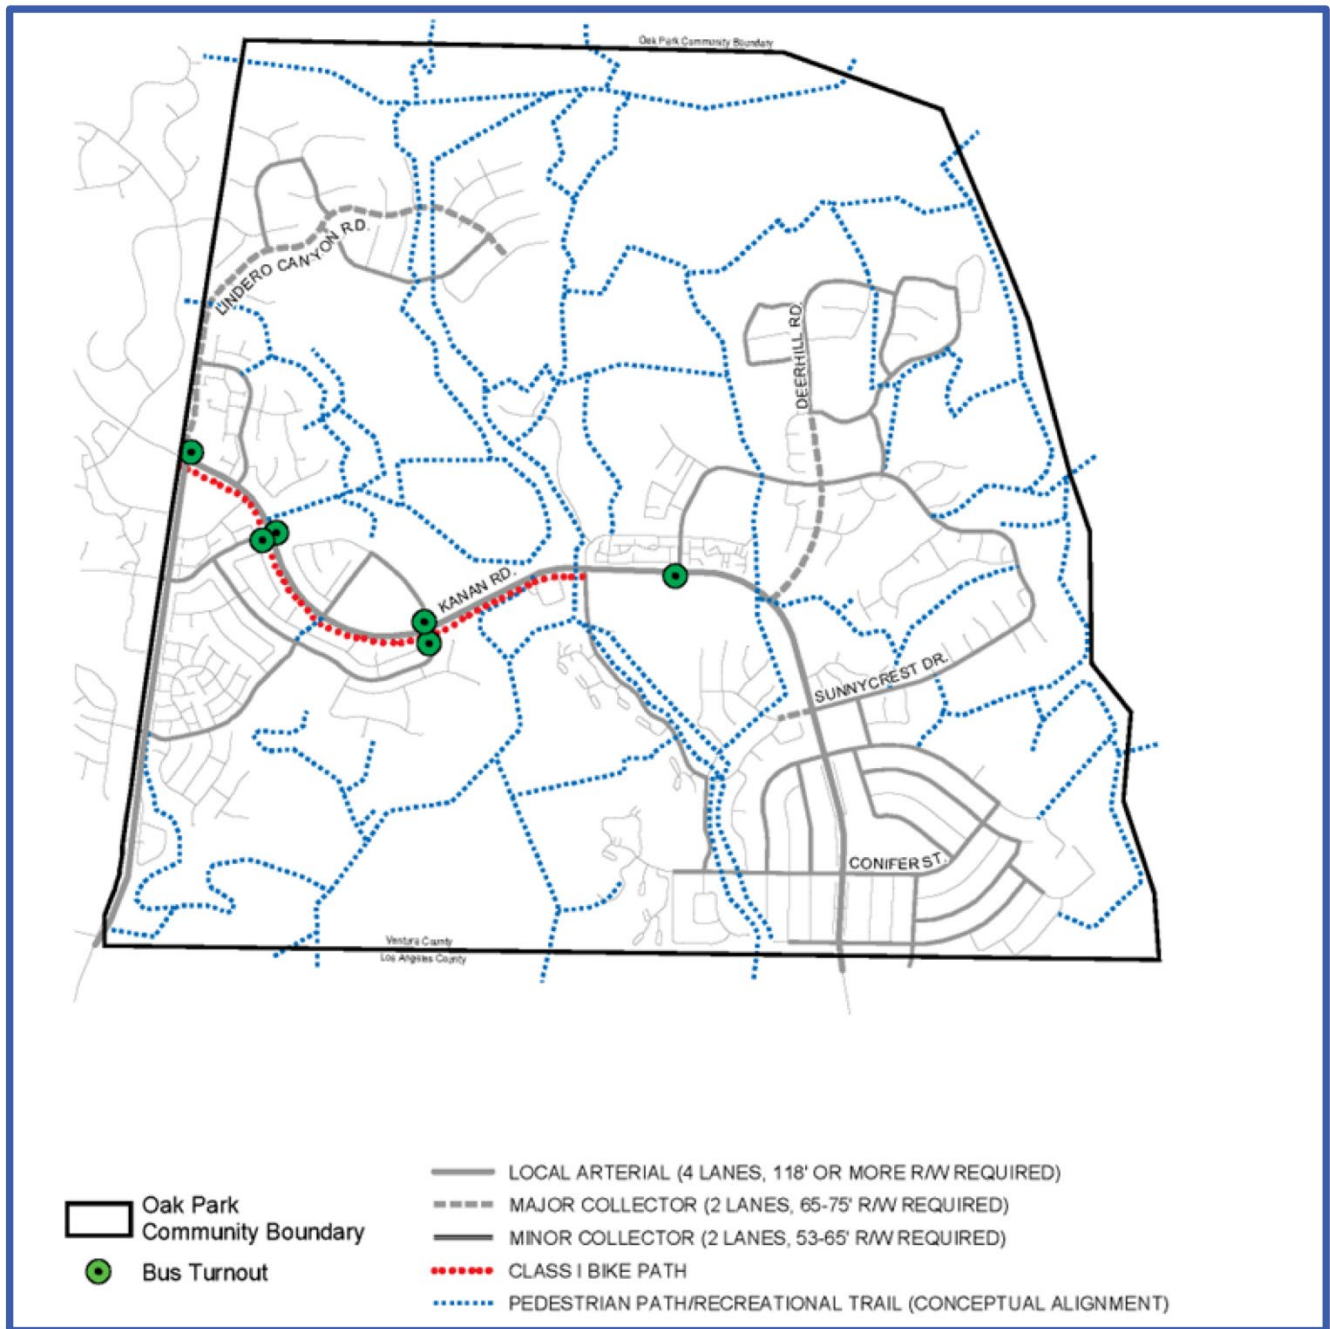 Oak Park Community Boundary
LINDERO CANYON RD.
DEERHILL RD.
KANAN RD.
SUNNYCREST DR.
CONIFER ST.
Ventura County
Los Angeles County
Oak Park
Community Boundary
Bus Turnout
LOCAL ARTERIAL (4 LANES, 118' OR MORE R/W REQUIRED)
MAJOR COLLECTOR (2 LANES, 65-75' R/W REQUIRED)
MINOR COLLECTOR (2 LANES, 53-65' R/W REQUIRED)
CLASS I BIKE PATH
PEDESTRIAN PATH/RECREATIONAL TRAIL (CONCEPTUAL ALIGNMENT)